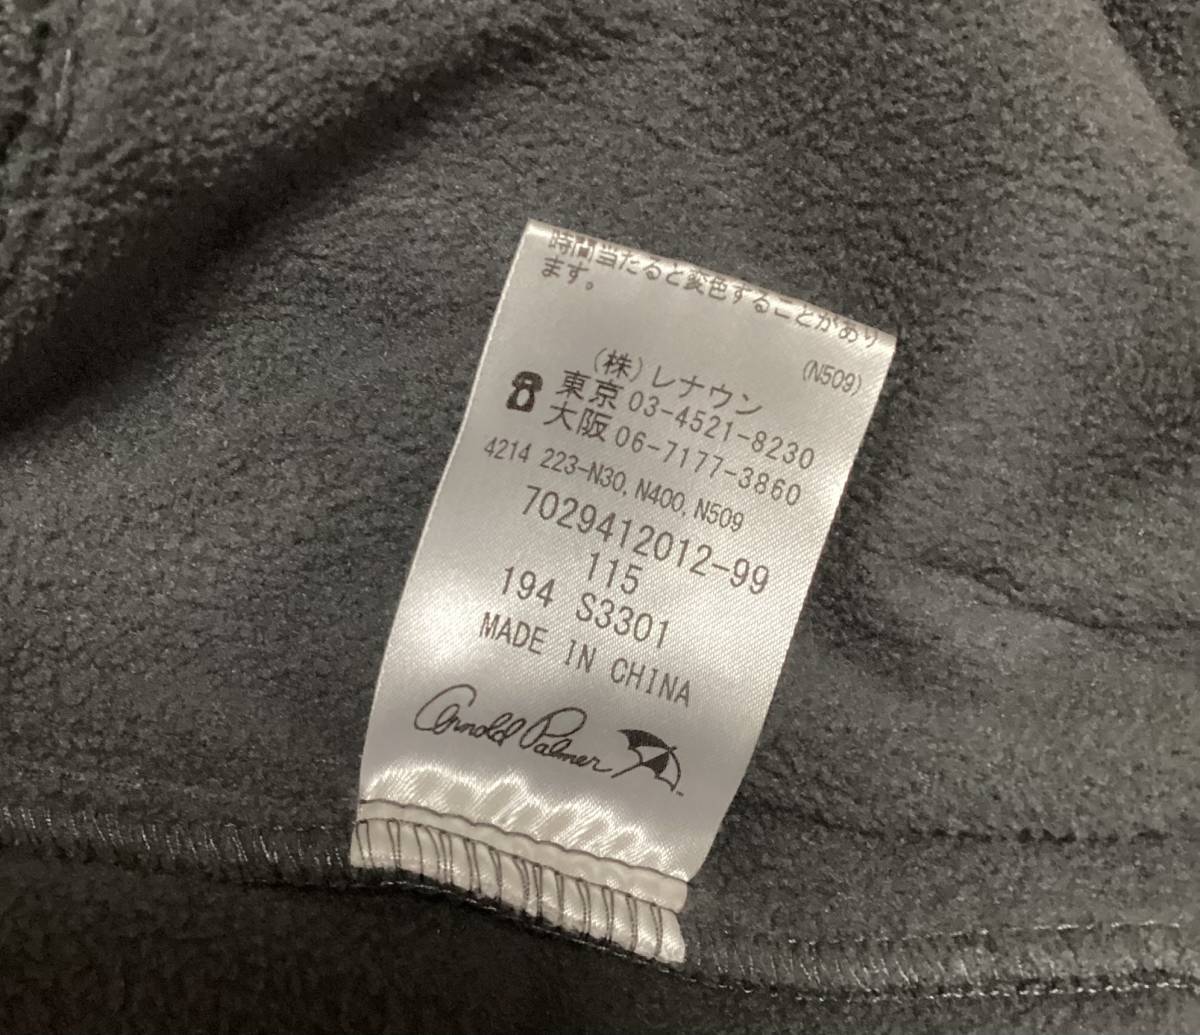 時間当たると変色することがあり
ます。
(N509)
(株)レナウン
東京 03-4521-8230
大阪 06-7177-3860
4214 223-N30, N400, N509
7029412012-99
115
194 S3301
MADE IN CHINA
Arnold Palmer